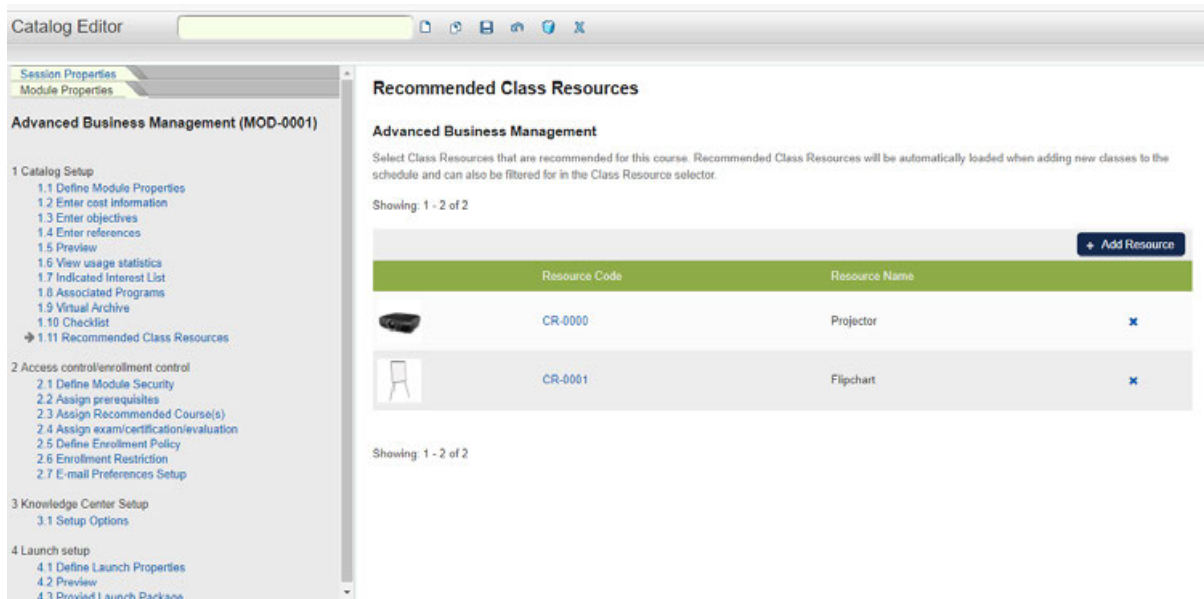 Catalog Editor
Session Properties
Module Properties
Advanced Business Management (MOD-0001)
1 Catalog Setup
1.1 Define Module Properties
1.2 Enter cost information
1.3 Enter objectives
1.4 Enter references
1.5 Preview
1.6 View usage statistics
1.7 Indicated Interest List
1.8 Associated Programs
1.9 Virtual Archive
1.10 Checklist
1.11 Recommended Class Resources
2 Access control/enrollment control
2.1 Define Module Security
2.2 Assign prerequisites
2.3 Assign Recommended Course(s)
2.4 Assign exam/certification/evaluation
2.5 Define Enrollment Policy
2.6 Enrollment Restriction
2.7 E-mail Preferences Setup
3 Knowledge Center Setup
3.1 Setup Options
4 Launch setup
4.1 Define Launch Properties
4.2 Preview
4.3 Proxied Launch Package
Recommended Class Resources
Advanced Business Management
Select Class Resources that are recommended for this course. Recommended Class Resources will be automatically loaded when adding new classes to the
schedule and can also be filtered for in the Class Resource selector.
Showing: 1 - 2 of 2
+ Add Resource
Resource Code Resource Name
CR-0000 Projector
CR-0001 Flipchart
Showing: 1 - 2 of 2